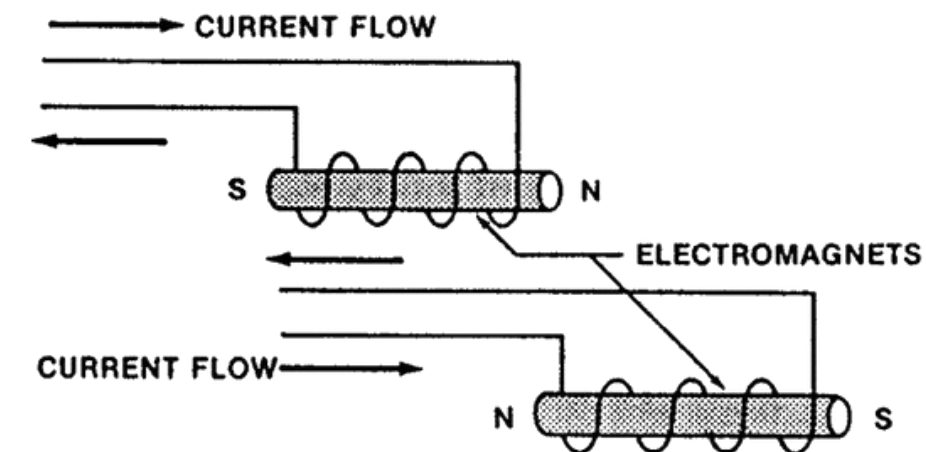 CURRENT FLOW
S N
ELECTROMAGNETS
CURRENT FLOW
N S